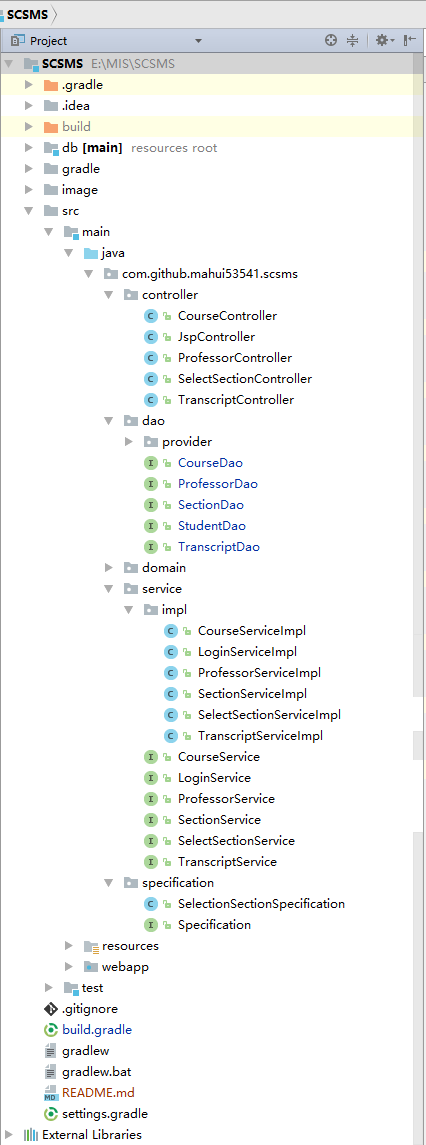 SCSMS
Project
SCSMS E:\MIS\SCSMS
.gradle
.idea
build
db [main] resources root
gradle
image
src
main
java
com.github.mahui53541.scsms
controller
CourseController
JspController
ProfessorController
SelectSectionController
TranscriptController
dao
provider
CourseDao
ProfessorDao
SectionDao
StudentDao
TranscriptDao
domain
service
impl
CourseServiceImpl
LoginServiceImpl
ProfessorServiceImpl
SectionServiceImpl
SelectSectionServiceImpl
TranscriptServiceImpl
CourseService
LoginService
ProfessorService
SectionService
SelectSectionService
TranscriptService
specification
SelectionSectionSpecification
Specification
resources
webapp
test
.gitignore
build.gradle
gradlew
gradlew.bat
README.md
settings.gradle
External Libraries